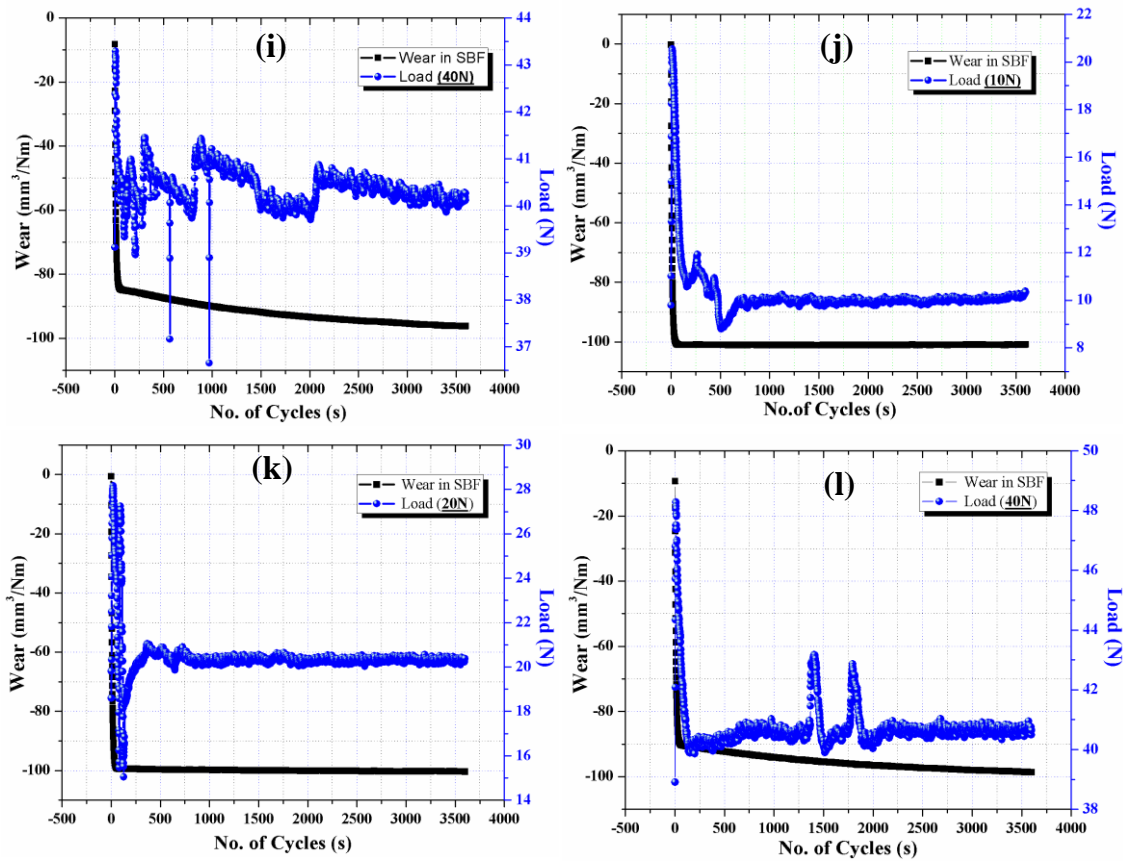 (i)
Wear in SBF
Load (40N)
Wear (mm³/Nm)
0
-20
-40
-60
-80
-100
44
43
42
41
40
39
38
37
36
Load (N)
-500 0 500 1000 1500 2000 2500 3000 3500 4000
No. of Cycles (s)
(j)
Wear in SBF
Load (10N)
Wear (mm³/Nm)
0
-20
-40
-60
-80
-100
22
20
18
16
14
12
10
8
Load (N)
-500 0 500 1000 1500 2000 2500 3000 3500 4000
No.of Cycles (s)
(k)
Wear in SBF
Load (20N)
Wear (mm³/Nm)
0
-20
-40
-60
-80
-100
30
28
26
24
22
20
18
16
14
Load (N)
-500 0 500 1000 1500 2000 2500 3000 3500 4000
No. of Cycles (s)
(l)
Wear in SBF
Load (40N)
Wear (mm³/Nm)
0
-20
-40
-60
-80
-100
50
48
46
44
42
40
38
Load (N)
-500 0 500 1000 1500 2000 2500 3000 3500 4000
No. of Cycles (s)